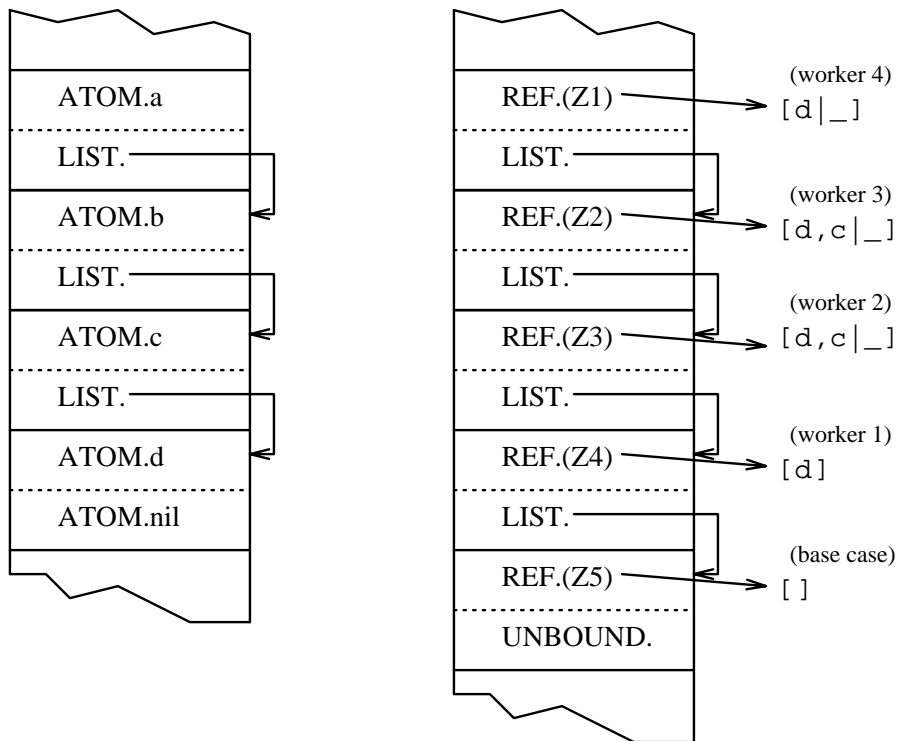 ATOM.a
LIST.
ATOM.b
LIST.
ATOM.c
LIST.
ATOM.d
ATOM.nil
REF.(Z1)
LIST.
REF.(Z2)
LIST.
REF.(Z3)
LIST.
REF.(Z4)
LIST.
REF.(Z5)
UNBOUND.
(worker 4)
[d|_]
(worker 3)
[d,c|_]
(worker 2)
[d,c|_]
(worker 1)
[d]
(base case)
[]